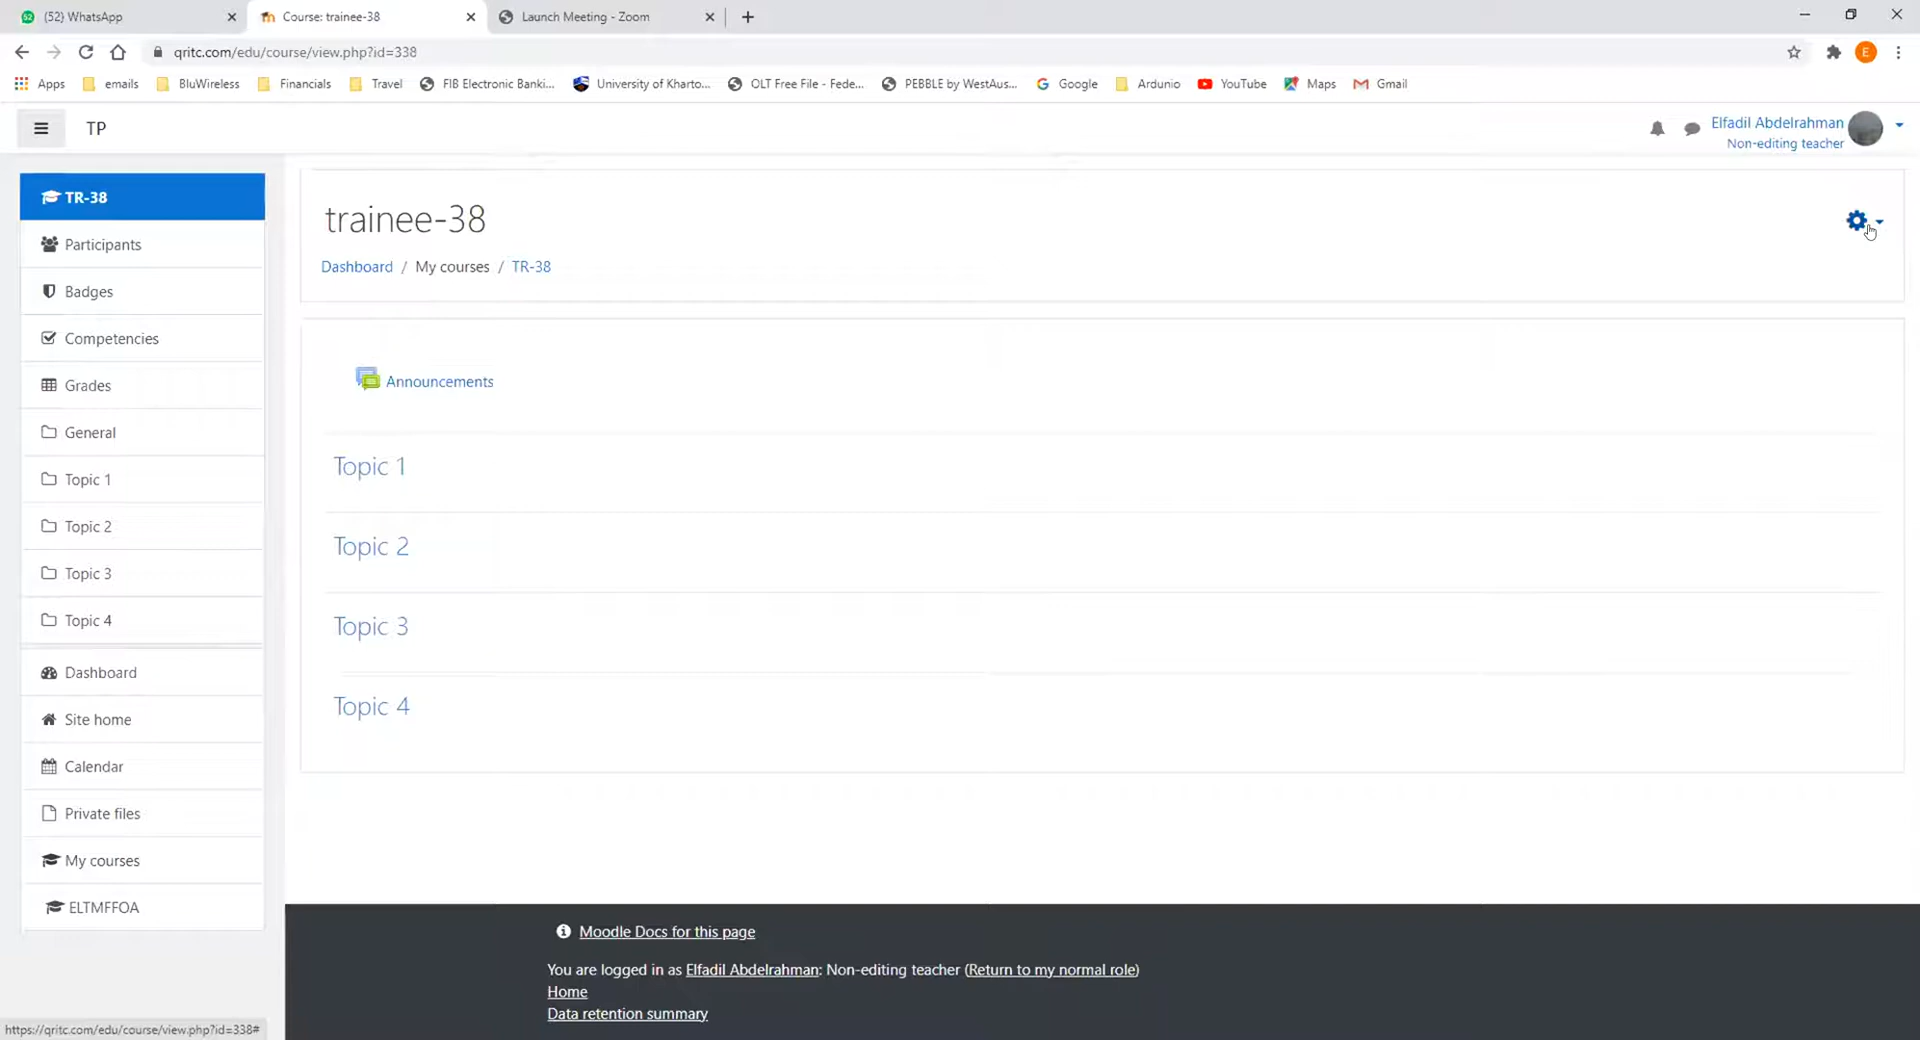 (52) WhatsApp
Course: trainee-38
Launch Meeting - Zoom
qritc.com/edu/course/view.php?id=338
E
Apps
emails
BluWireless
Financials
Travel
FIB Electronic Banki...
University of Kharto...
OLT Free File - Fede...
PEBBLE by WestAus...
Google
Ardunio
YouTube
Maps
Gmail
TP
Elfadil Abdelrahman
Non-editing teacher
TR-38
Participants
Badges
Competencies
Grades
General
Topic 1
Topic 2
Topic 3
Topic 4
Dashboard
Site home
Calendar
Private files
My courses
ELTMFFOA
trainee-38
Dashboard / My courses / TR-38
Announcements
Topic 1
Topic 2
Topic 3
Topic 4
Moodle Docs for this page
You are logged in as Elfadil Abdelrahman: Non-editing teacher (Return to my normal role)
Home
Data retention summary
https://qritc.com/edu/course/view.php?id=338#